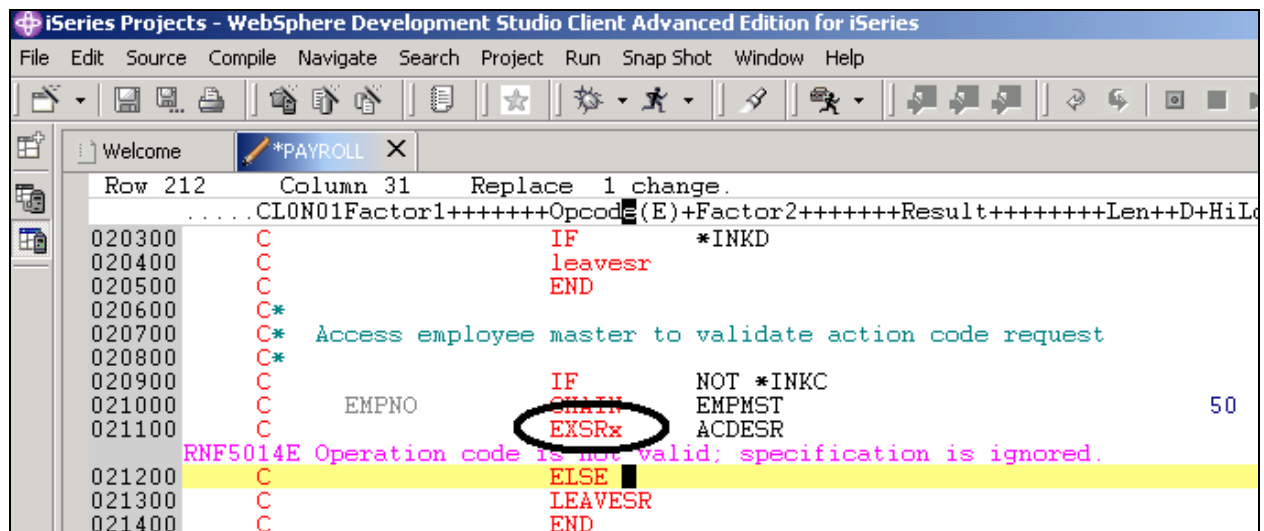 iSeries Projects - WebSphere Development Studio Client Advanced Edition for iSeries
File Edit Source Compile Navigate Search Project Run Snap Shot Window Help
Welcome *PAYROLL
Row 212 Column 31 Replace 1 change.
.....CL0N01Factor1+++++++Opcode(E)+Factor2+++++++Result++++++++Len++D+HiLo
020300 C IF *INKD
020400 C leavesr
020500 C END
020600 C*
020700 C* Access employee master to validate action code request
020800 C*
020900 C IF NOT *INKC
021000 C EMPNO CHAIN EMPMST 50
021100 C EXSRx ACDESR
RNF5014E Operation code is not valid; specification is ignored.
021200 C ELSE
021300 C LEAVESR
021400 C END